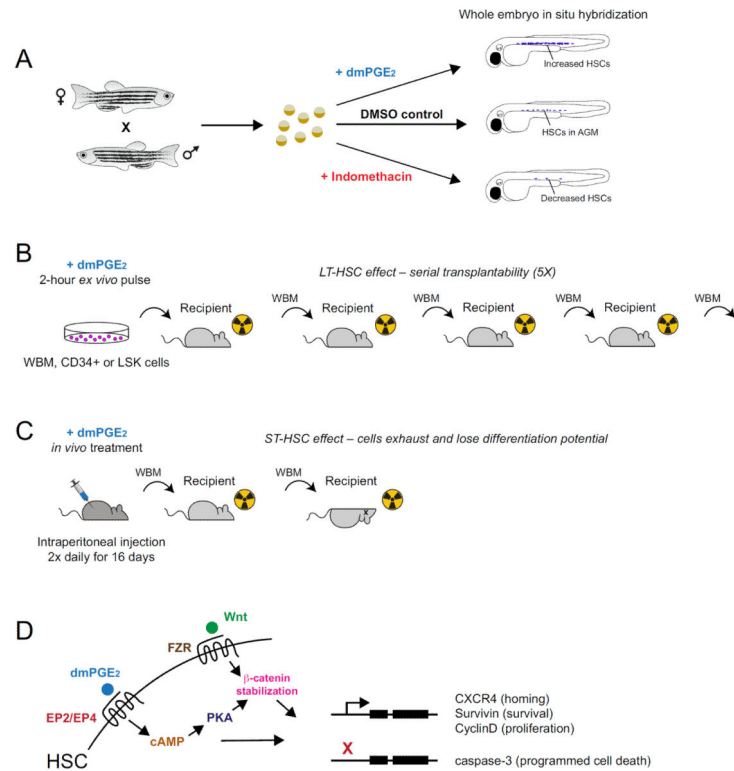 Whole embryo in situ hybridization
A
+ dmPGE₂
Increased HSCs
♀
X
♂
DMSO control
HSCs in AGM
+ Indomethacin
Decreased HSCs
B
+ dmPGE₂
2-hour ex vivo pulse
LT-HSC effect – serial transplantability (5X)
Recipient
WBM
Recipient
WBM
Recipient
WBM
Recipient
WBM
WBM, CD34+ or LSK cells
C
+ dmPGE₂
in vivo treatment
ST-HSC effect – cells exhaust and lose differentiation potential
WBM
Recipient
WBM
Recipient
x
Intraperitoneal injection
2x daily for 16 days
D
Wnt
FZR
dmPGE₂
β-catenin
stabilization
EP2/EP4
cAMP
PKA
HSC
CXCR4 (homing)
Survivin (survival)
CyclinD (proliferation)
X
caspase-3 (programmed cell death)